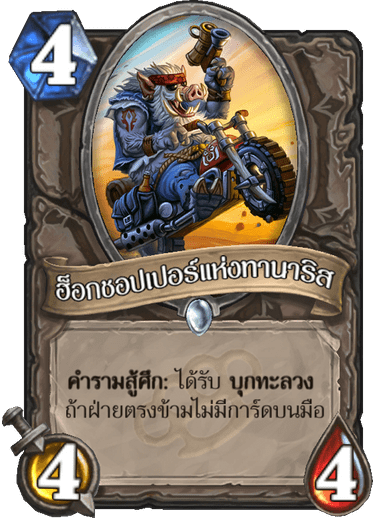 4
ฮ็อกชอปเปอร์แห่งทานาริส
คำรามสู้ศึก: ได้รับ บุกทะลวง
ถ้าฝ่ายตรงข้ามไม่มีการ์ดบนมือ
4
4